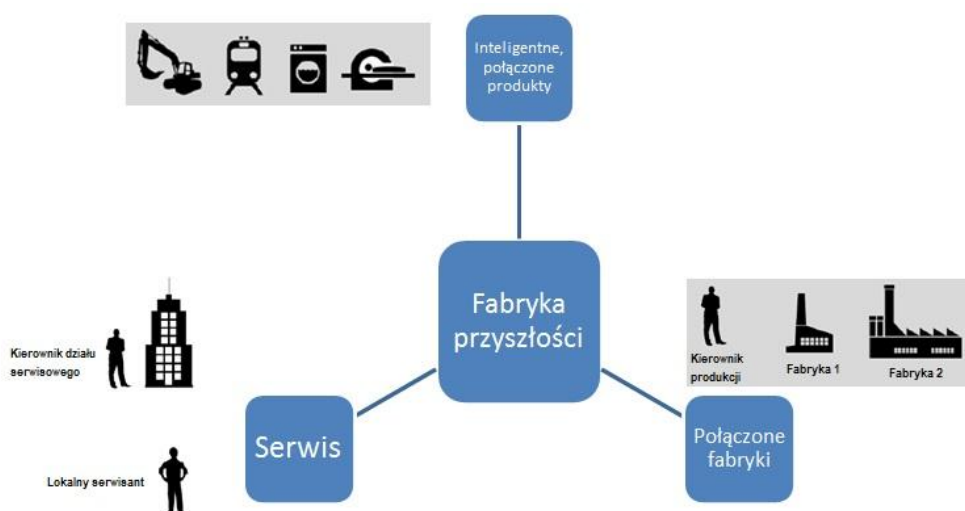 Inteligentne,
połączone
produkty
Fabryka
przyszłości
Kierownik działu
serwisowego
Kierownik
produkcji
Fabryka 1
Fabryka 2
Serwis
Połączone
fabryki
Lokalny serwisant